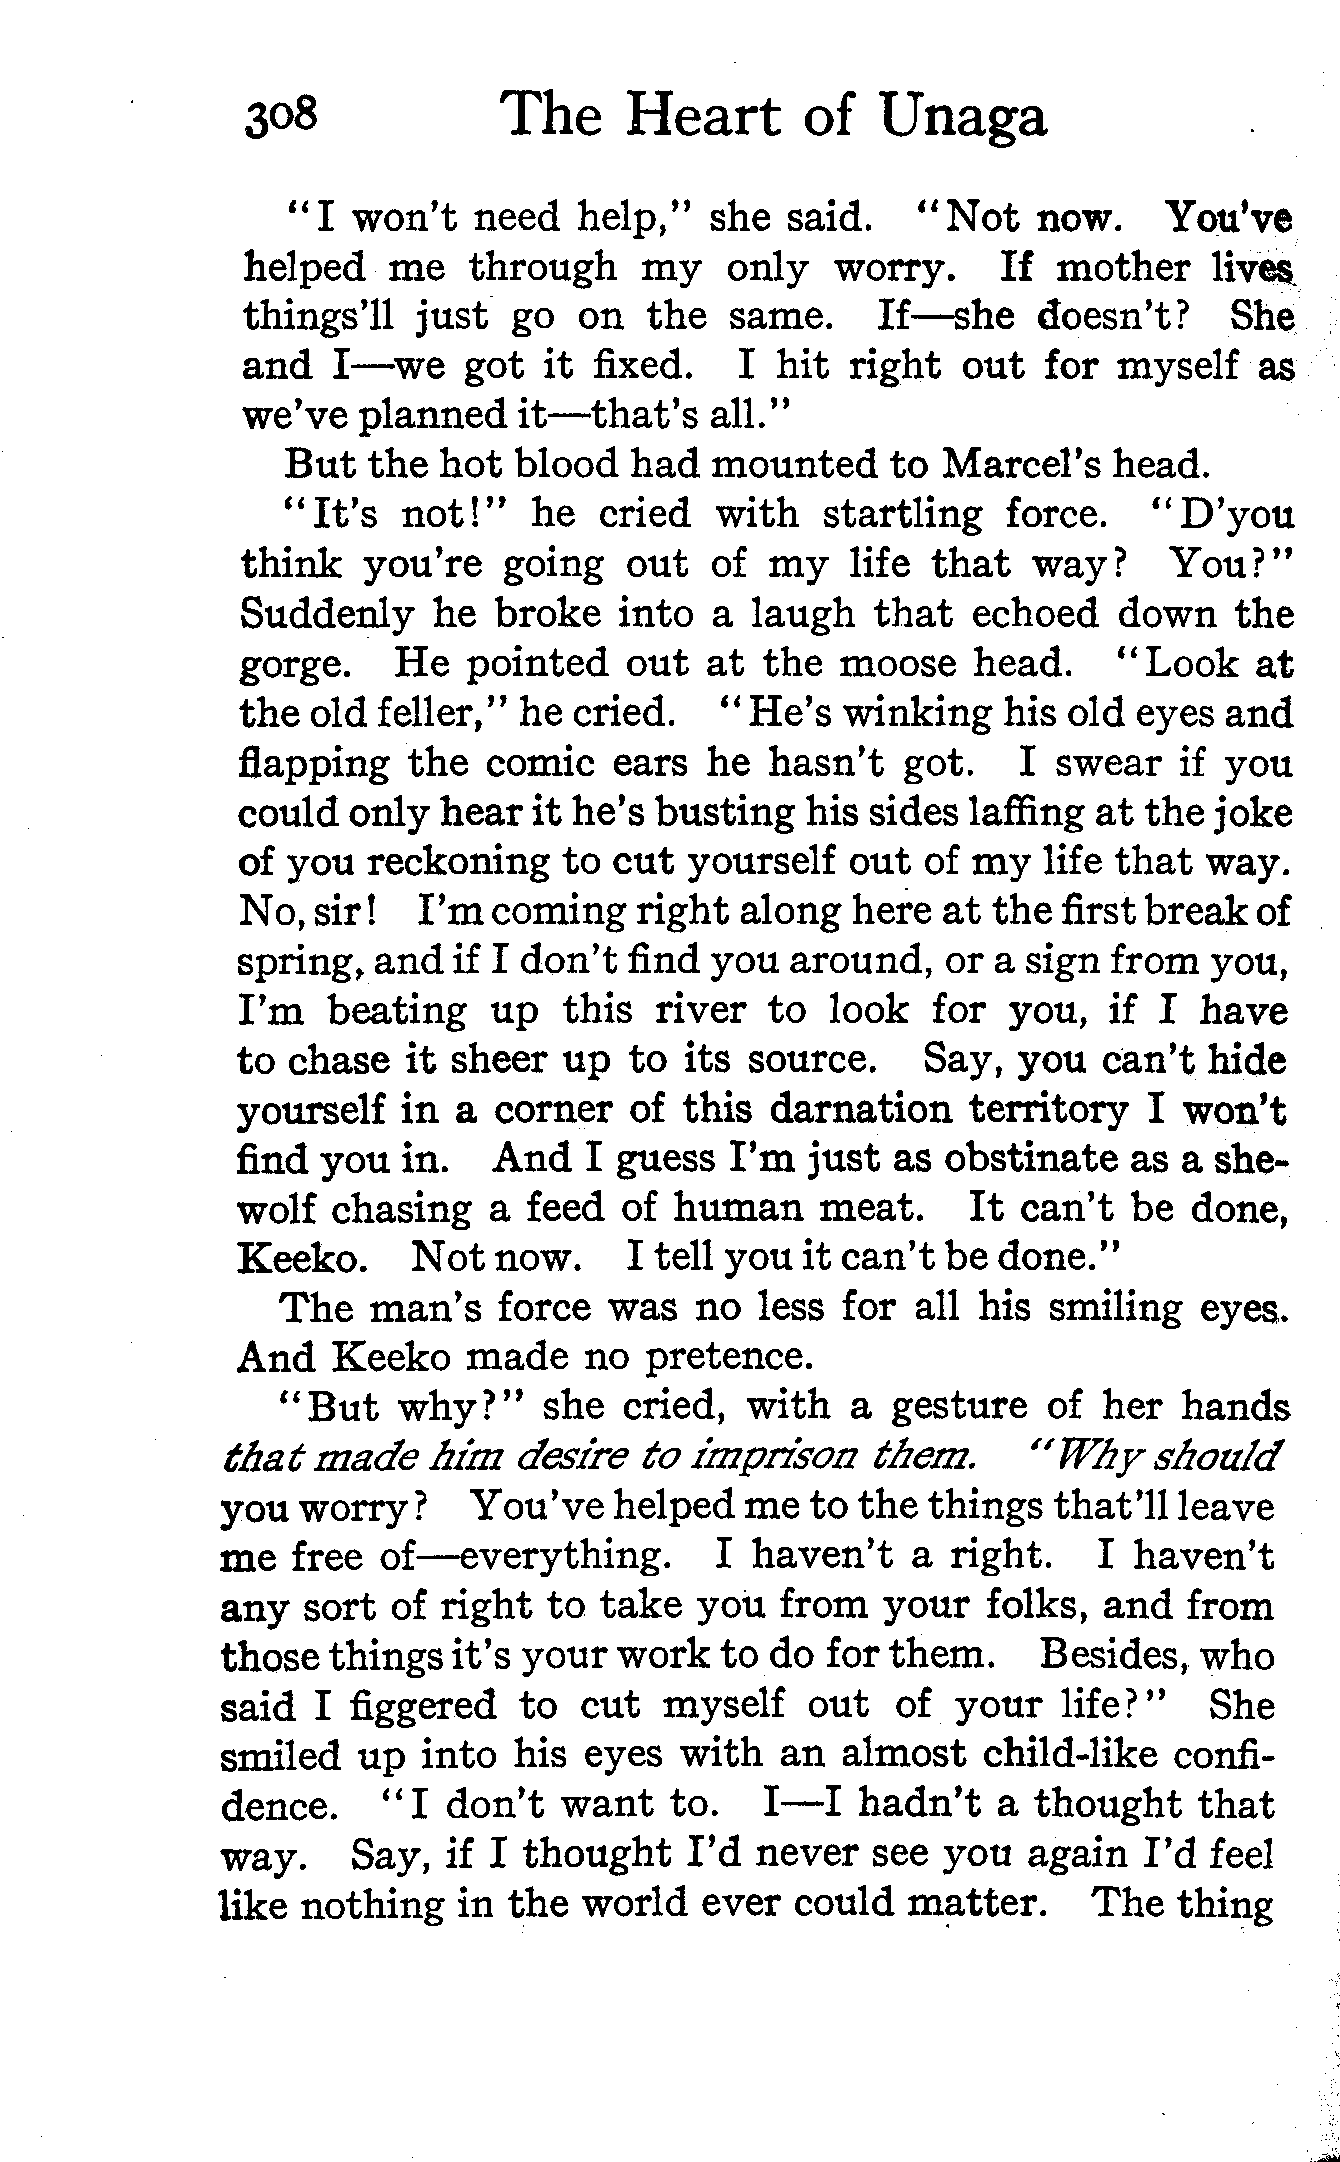 308 The Heart of Unaga
"I won't need help," she said. "Not now. You've
helped me through my only worry. If mother lives
things'll just go on the same. If—she doesn't? She
and I—we got it fixed. I hit right out for myself as
we've planned it—that's all."
But the hot blood had mounted to Marcel's head.
"It's not!" he cried with startling force. "D'you
think you're going out of my life that way? You?"
Suddenly he broke into a laugh that echoed down the
gorge. He pointed out at the moose head. "Look at
the old feller," he cried. "He's winking his old eyes and
flapping the comic ears he hasn't got. I swear if you
could only hear it he's busting his sides laffing at the joke
of you reckoning to cut yourself out of my life that way.
No, sir! I'm coming right along here at the first break of
spring, and if I don't find you around, or a sign from you,
I'm beating up this river to look for you, if I have
to chase it sheer up to its source. Say, you can't hide
yourself in a corner of this darnation territory I won't
find you in. And I guess I'm just as obstinate as a she-
wolf chasing a feed of human meat. It can't be done,
Keeko. Not now. I tell you it can't be done."
The man's force was no less for all his smiling eyes.
And Keeko made no pretence.
"But why?" she cried, with a gesture of her hands
that made him desire to imprison them. "Why should
you worry? You've helped me to the things that'll leave
me free of—everything. I haven't a right. I haven't
any sort of right to take you from your folks, and from
those things it's your work to do for them. Besides, who
said I figgered to cut myself out of your life?" She
smiled up into his eyes with an almost child-like confi-
dence. "I don't want to. I—I hadn't a thought that
way. Say, if I thought I'd never see you again I'd feel
like nothing in the world ever could matter. The thing